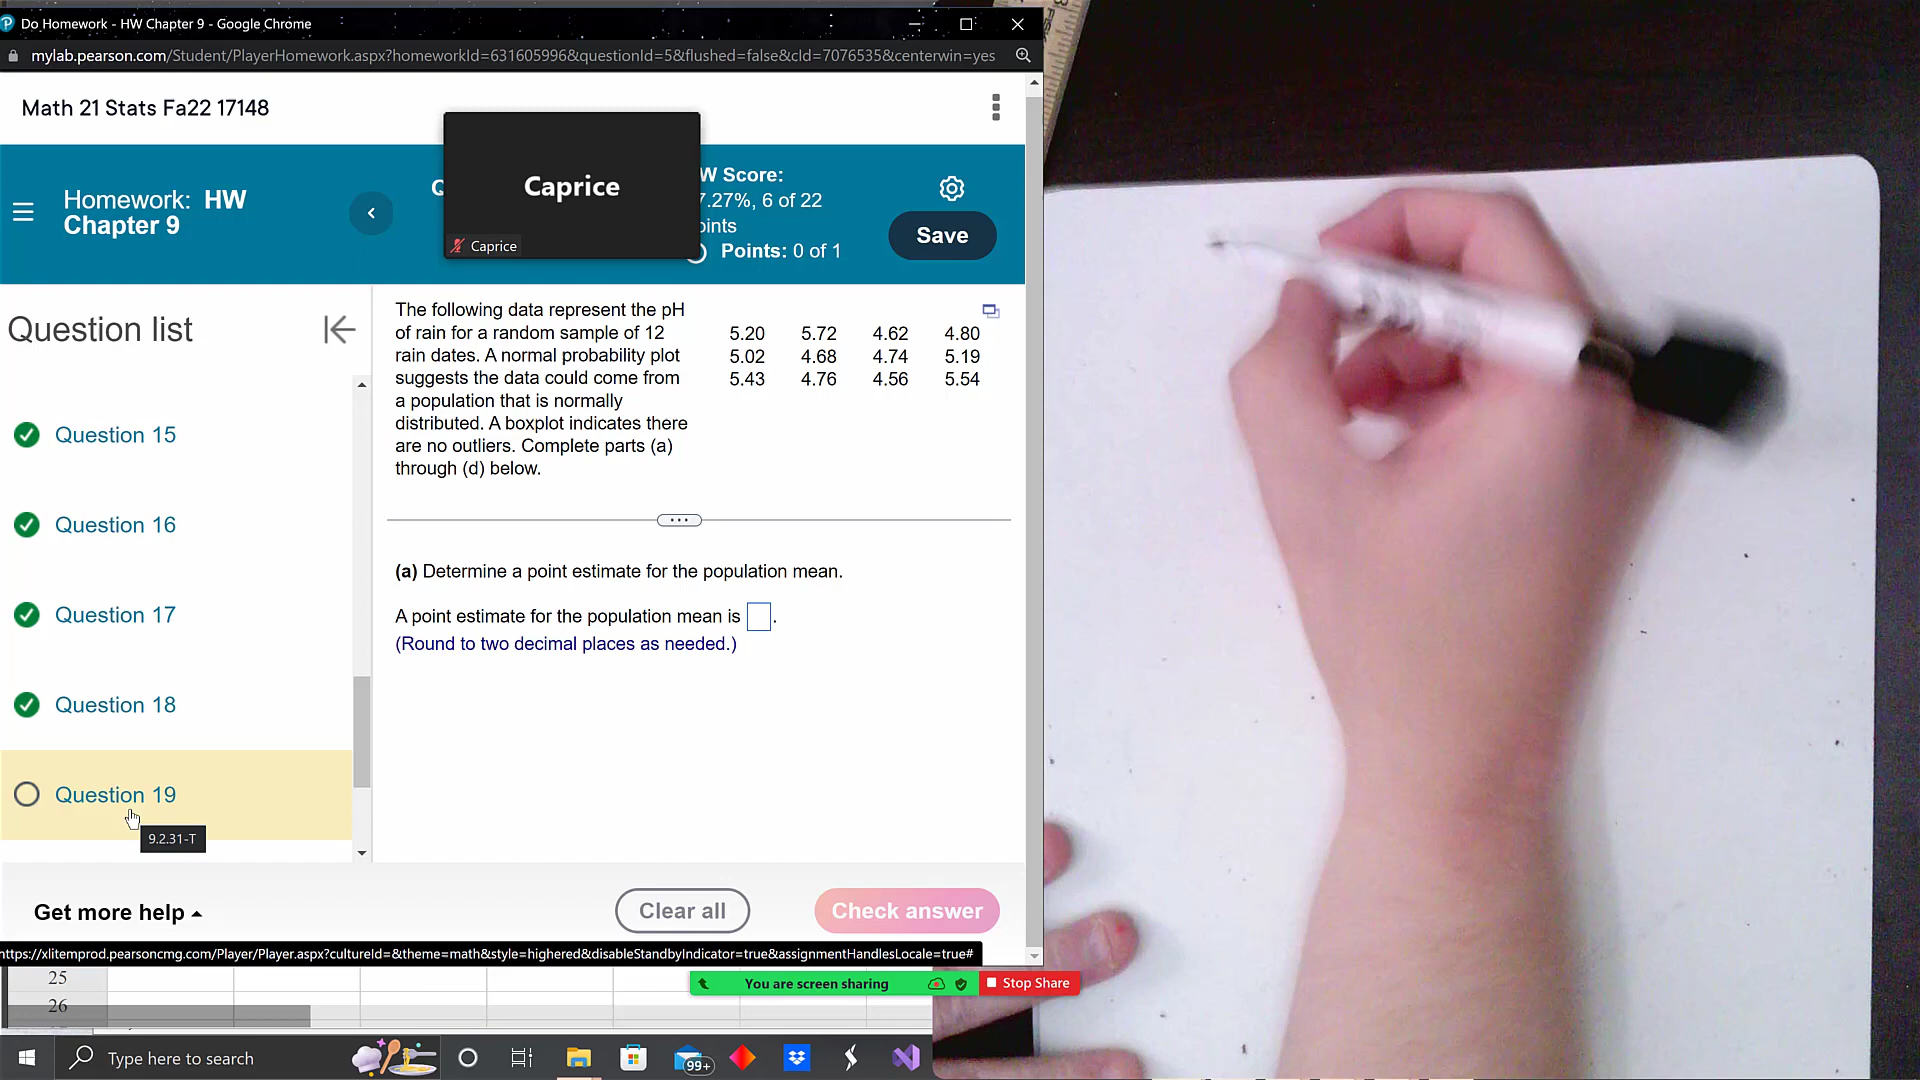 Do Homework - HW Chapter 9 - Google Chrome
mylab.pearson.com/Student/PlayerHomework.aspx?homeworkId=631605996&questionId=5&flushed=false&cId=7076535&centerwin=yes
Math 21 Stats Fa22 17148
Homework: HW
Chapter 9
Caprice
Caprice
W Score:
7.27%, 6 of 22
oints
Points: 0 of 1
Save
Question list
Question 15
Question 16
Question 17
Question 18
Question 19
9.2.31-T
The following data represent the pH
of rain for a random sample of 12
rain dates. A normal probability plot
suggests the data could come from
a population that is normally
distributed. A boxplot indicates there
are no outliers. Complete parts (a)
through (d) below.
5.20 5.72 4.62 4.80
5.02 4.68 4.74 5.19
5.43 4.76 4.56 5.54
(a) Determine a point estimate for the population mean.
A point estimate for the population mean is .
(Round to two decimal places as needed.)
Get more help
Clear all
Check answer
https://xlitemprod.pearsoncmg.com/Player/Player.aspx?cultureId=&theme=math&style=highered&disableStandbyIndicator=true&assignmentHandlesLocale=true#
25
26
You are screen sharing
Stop Share
Type here to search
99+